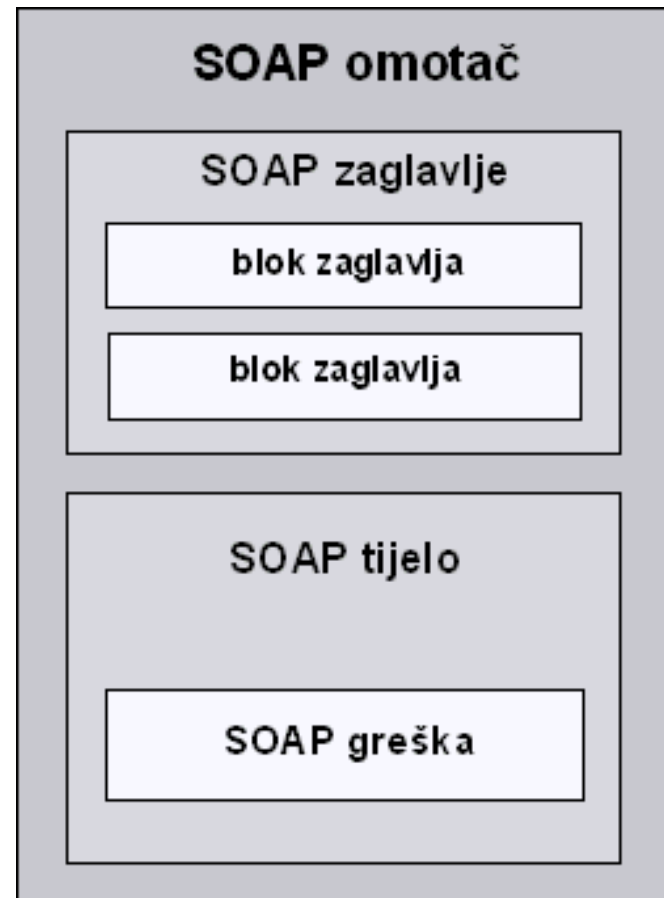 SOAP omotač
SOAP zaglavlje
blok zaglavlja
blok zaglavlja
SOAP tijelo
SOAP greška